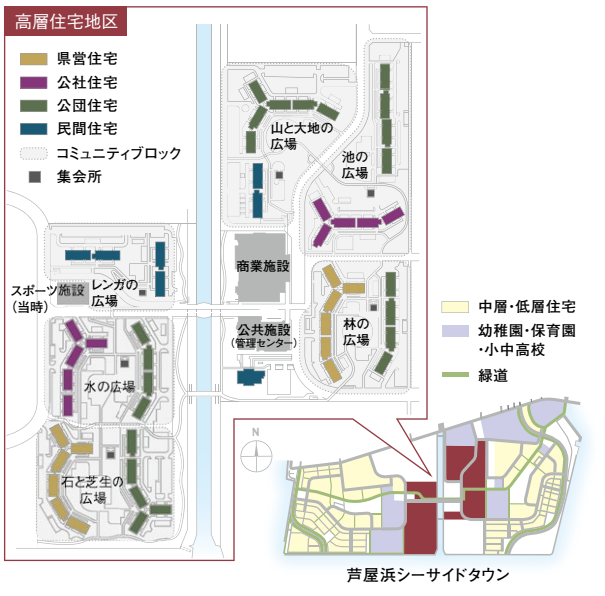 高層住宅地区
県営住宅
公社住宅
公団住宅
民間住宅
コミュニティブロック
集会所
山と大地の
広場
池の
広場
商業施設
スポーツ施設
(当時)
レンガの
広場
公共施設
(管理センター)
林の
広場
水の広場
石と芝生の
広場
中層・低層住宅
幼稚園・保育園
・小中高校
緑道
N
芦屋浜シーサイドタウン